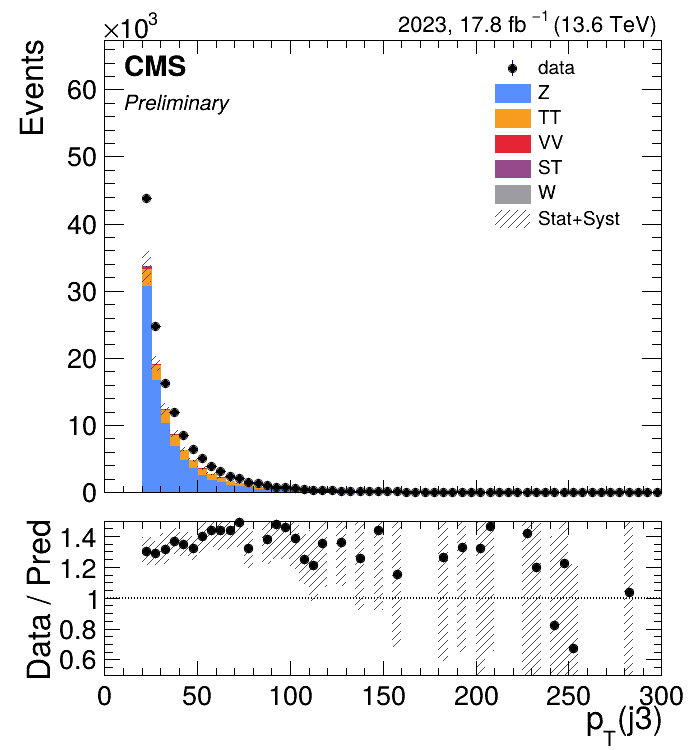 ×10³
2023, 17.8 fb⁻¹ (13.6 TeV)
CMS
Preliminary
Events
data
Z
TT
VV
ST
W
Stat+Syst
60
50
40
30
20
10
0
Data / Pred
1.4
1.2
1
0.8
0.6
0 50 100 150 200 250 300
p_T(j3)